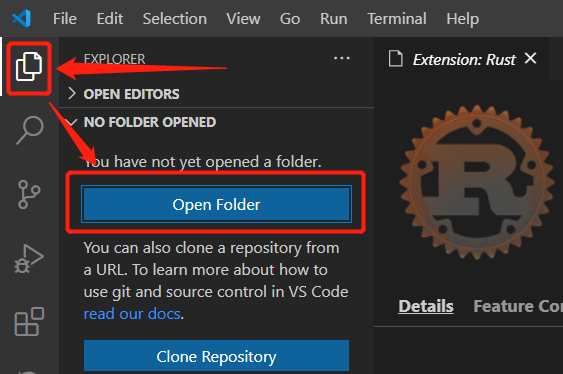 File Edit Selection View Go Run Terminal Help
EXPLORER ···
Extension: Rust
OPEN EDITORS
NO FOLDER OPENED
You have not yet opened a folder.
Open Folder
You can also clone a repository from
a URL. To learn more about how to
use git and source control in VS Code
read our docs.
Clone Repository
R
Details Feature Con